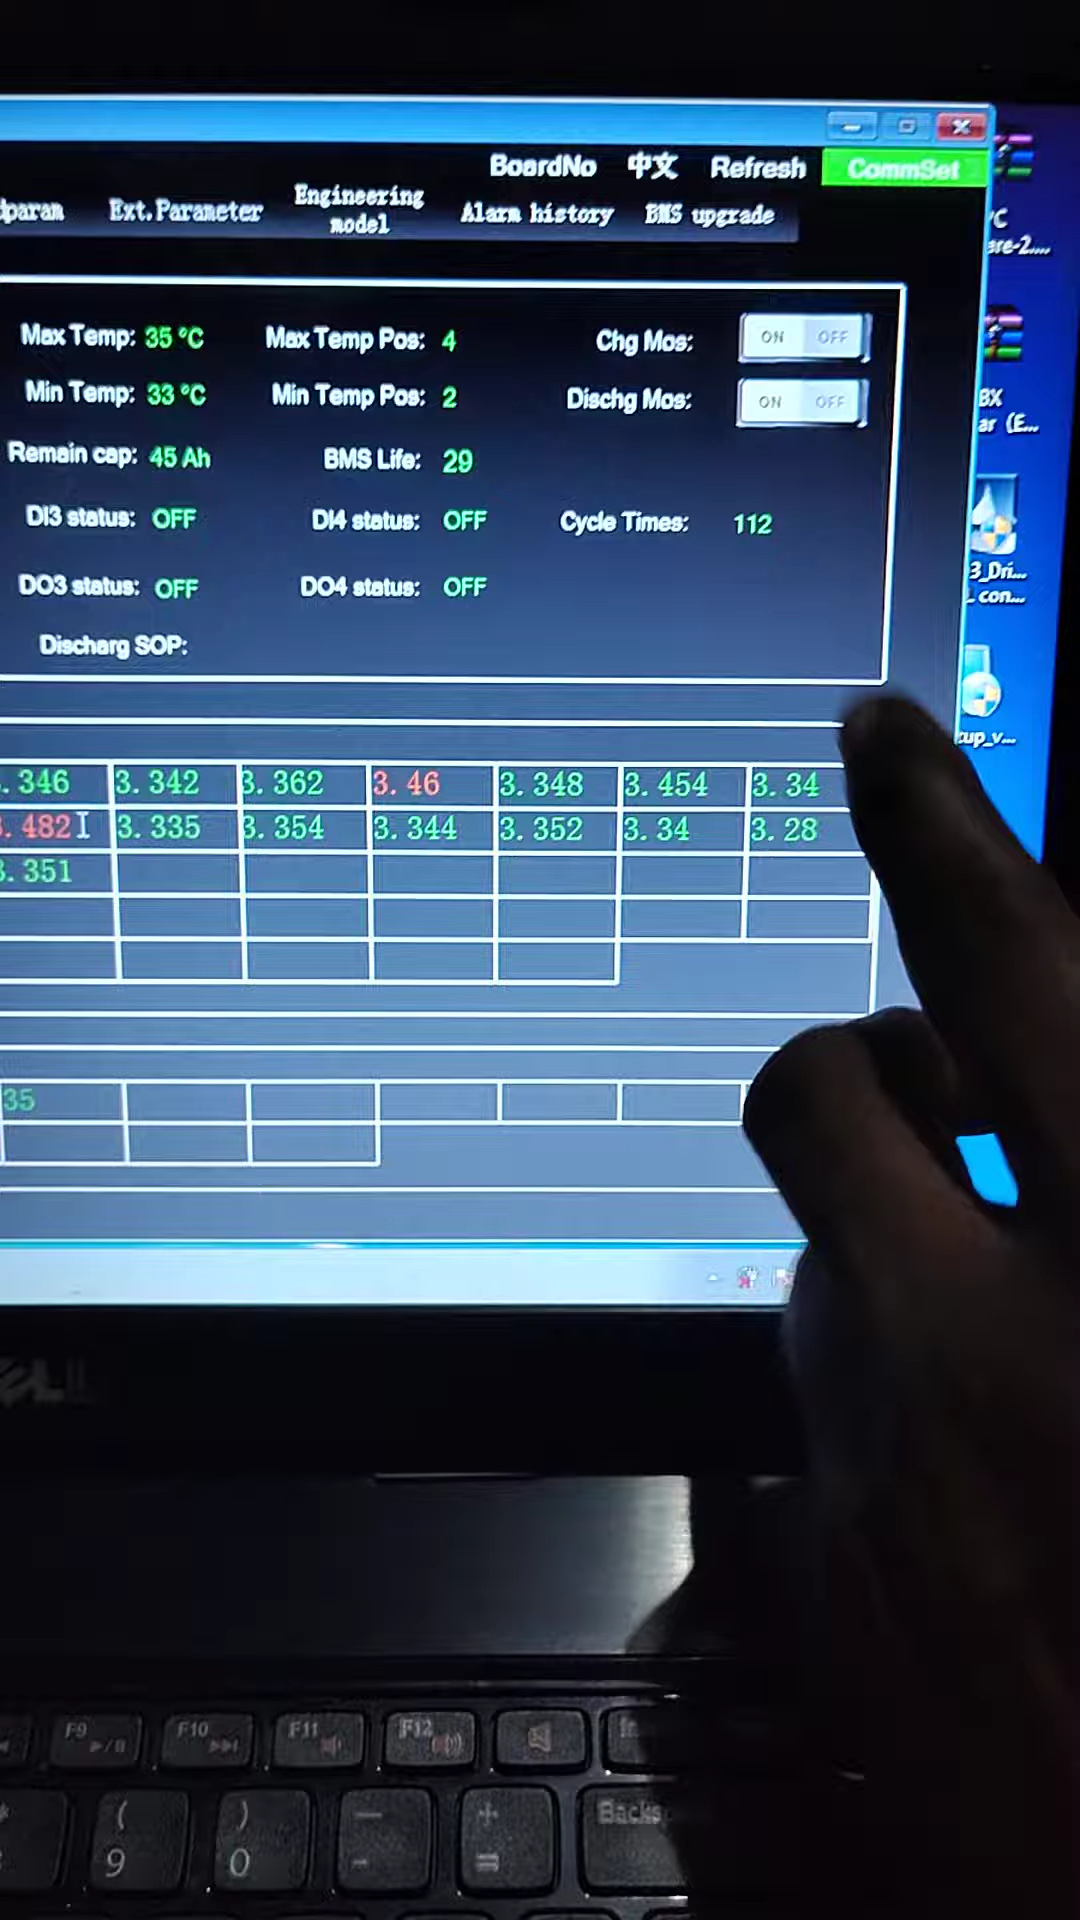 BoardNo 中文 Refresh CommSet
Ext.Parameter Engineering model Alarm history BMS upgrade
Max Temp: 35 ℃ Max Temp Pos: 4 Chg Mos: ON OFF
Min Temp: 33 ℃ Min Temp Pos: 2 Dischg Mos: ON OFF
Remain cap: 45 Ah BMS Life: 29
DI3 status: OFF DI4 status: OFF Cycle Times: 112
DO3 status: OFF DO4 status: OFF
Discharg SOP:
.346 3.342 3.362 3.46 3.348 3.454 3.34
3.482 3.335 3.354 3.344 3.352 3.34 3.28
3.351
35
F9 F10 F11 F12
( )
9 0 - + =